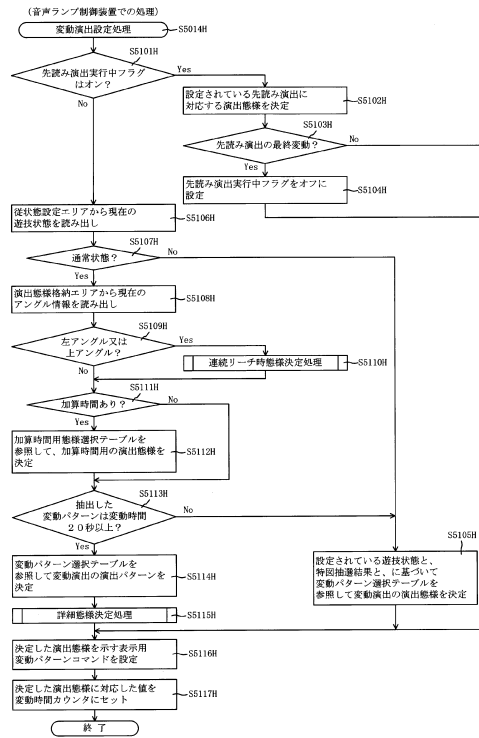 (音声ランプ制御装置での処理)
変動演出設定処理
S5014H
S5101H
先読み演出実行中フラグ
はオン?
Yes
No
設定されている先読み演出に
対応する演出態様を決定
S5102H
S5103H
先読み演出の最終変動?
No
Yes
先読み演出実行中フラグをオフに
設定
S5104H
従状態設定エリアから現在の
遊技状態を読み出し
S5106H
S5107H
通常状態?
No
Yes
演出態様格納エリアから現在の
アングル情報を読み出し
S5108H
S5109H
左アングル又は
上アングル?
Yes
No
連続リーチ時態様決定処理
S5110H
S5111H
加算時間あり?
No
Yes
加算時間用態様選択テーブルを
参照して、加算時間用の演出態様を
決定
S5112H
S5113H
抽出した
変動パターンは変動時間
20秒以上?
No
Yes
S5105H
設定されている遊技状態と、
特図抽選結果と、に基づいて
変動パターン選択テーブルを
参照して変動演出の演出態様を決定
変動パターン選択テーブルを
参照して変動演出の演出パターンを
決定
S5114H
詳細態様決定処理
S5115H
決定した演出態様を示す表示用
変動パターンコマンドを設定
S5116H
決定した演出態様に対応した値を
変動時間カウンタにセット
S5117H
終了